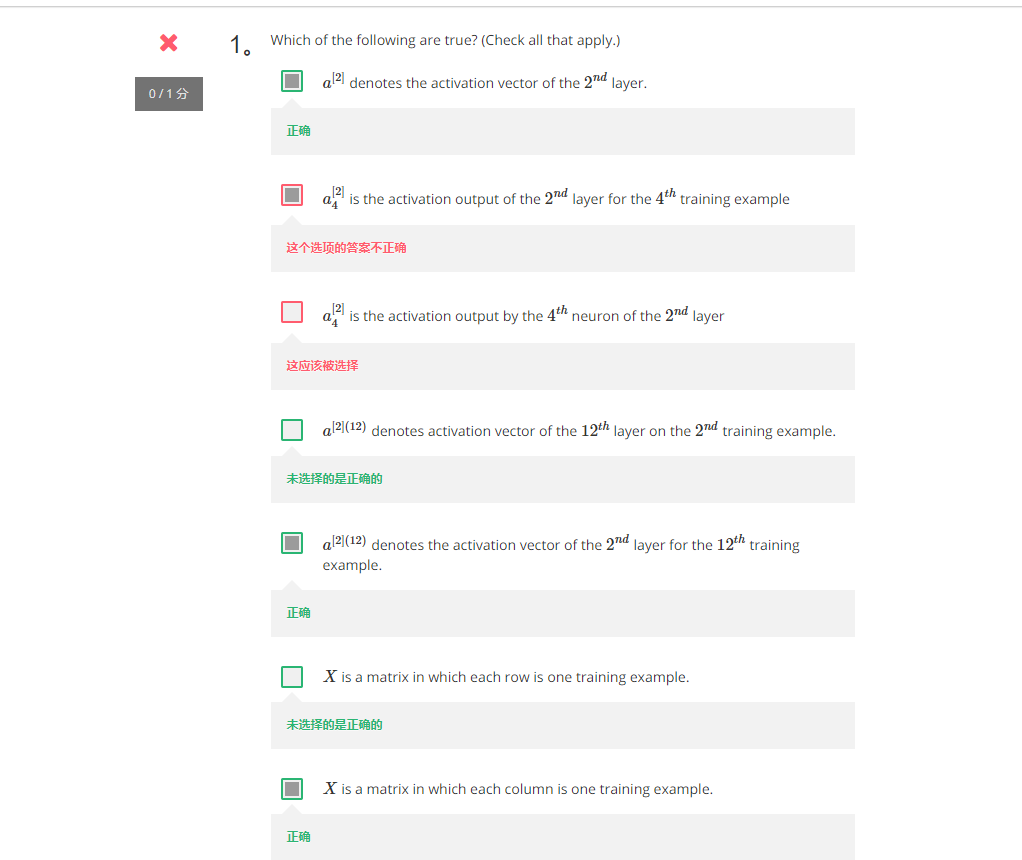 1。 Which of the following are true? (Check all that apply.)
0 / 1 分
a^[2] denotes the activation vector of the 2^nd layer.
正确
a_4^[2] is the activation output of the 2^nd layer for the 4^th training example
这个选项的答案不正确
a_4^[2] is the activation output by the 4^th neuron of the 2^nd layer
这应该被选择
a^[2](12) denotes activation vector of the 12^th layer on the 2^nd training example.
未选择的是正确的
a^[2](12) denotes the activation vector of the 2^nd layer for the 12^th training
example.
正确
X is a matrix in which each row is one training example.
未选择的是正确的
X is a matrix in which each column is one training example.
正确